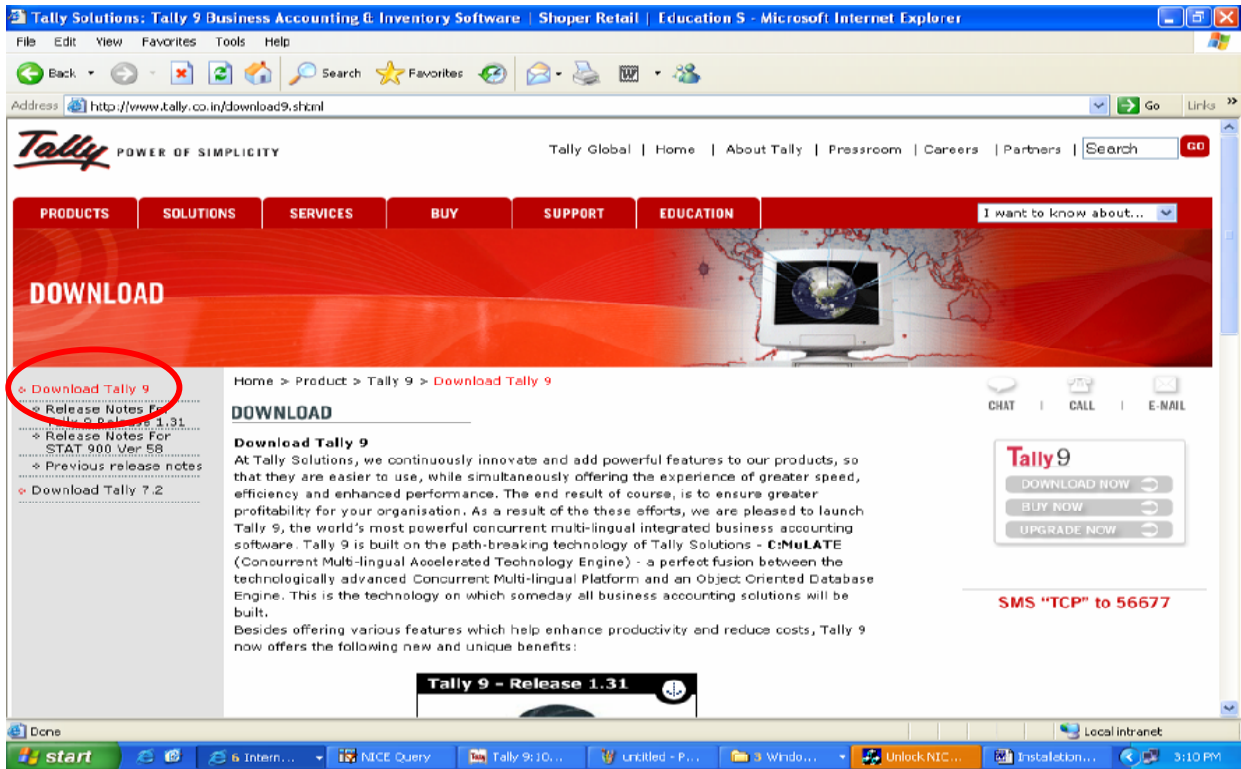 Tally Solutions: Tally 9 Business Accounting & Inventory Software | Shoper Retail | Education S - Microsoft Internet Explorer
File Edit View Favorites Tools Help
Back Search Favorites
Address http://www.tally.co.in/download9.shtml Go Links »
Tally POWER OF SIMPLICITY
Tally Global | Home | About Tally | Pressroom | Careers | Partners | Search GO
PRODUCTS SOLUTIONS SERVICES BUY SUPPORT EDUCATION I want to know about...
DOWNLOAD
Download Tally 9
Release Notes For
Tally 9 Release 1.31
Release Notes For
STAT 900 Ver 58
Previous release notes
Download Tally 7.2
Home > Product > Tally 9 > Download Tally 9
DOWNLOAD
Download Tally 9
At Tally Solutions, we continuously innovate and add powerful features to our products, so
that they are easier to use, while simultaneously offering the experience of greater speed,
efficiency and enhanced performance. The end result of course, is to ensure greater
profitability for your organisation. As a result of the these efforts, we are pleased to launch
Tally 9, the world's most powerful concurrent multi-lingual integrated business accounting
software. Tally 9 is built on the path-breaking technology of Tally Solutions - C:MuLATE
(Concurrent Multi-lingual Accelerated Technology Engine) - a perfect fusion between the
technologically advanced Concurrent Multi-lingual Platform and an Object Oriented Database
Engine. This is the technology on which someday all business accounting solutions will be
built.
Besides offering various features which help enhance productivity and reduce costs, Tally 9
now offers the following new and unique benefits:
Tally 9 - Release 1.31
CHAT | CALL | E-MAIL
Tally 9
DOWNLOAD NOW
BUY NOW
UPGRADE NOW
SMS "TCP" to 56677
Done Local intranet
start 6 Intern... NICE Query Tally 9:10... untitled - P... 3 Windo... Unlock NIC... Instalation... 3:10 PM